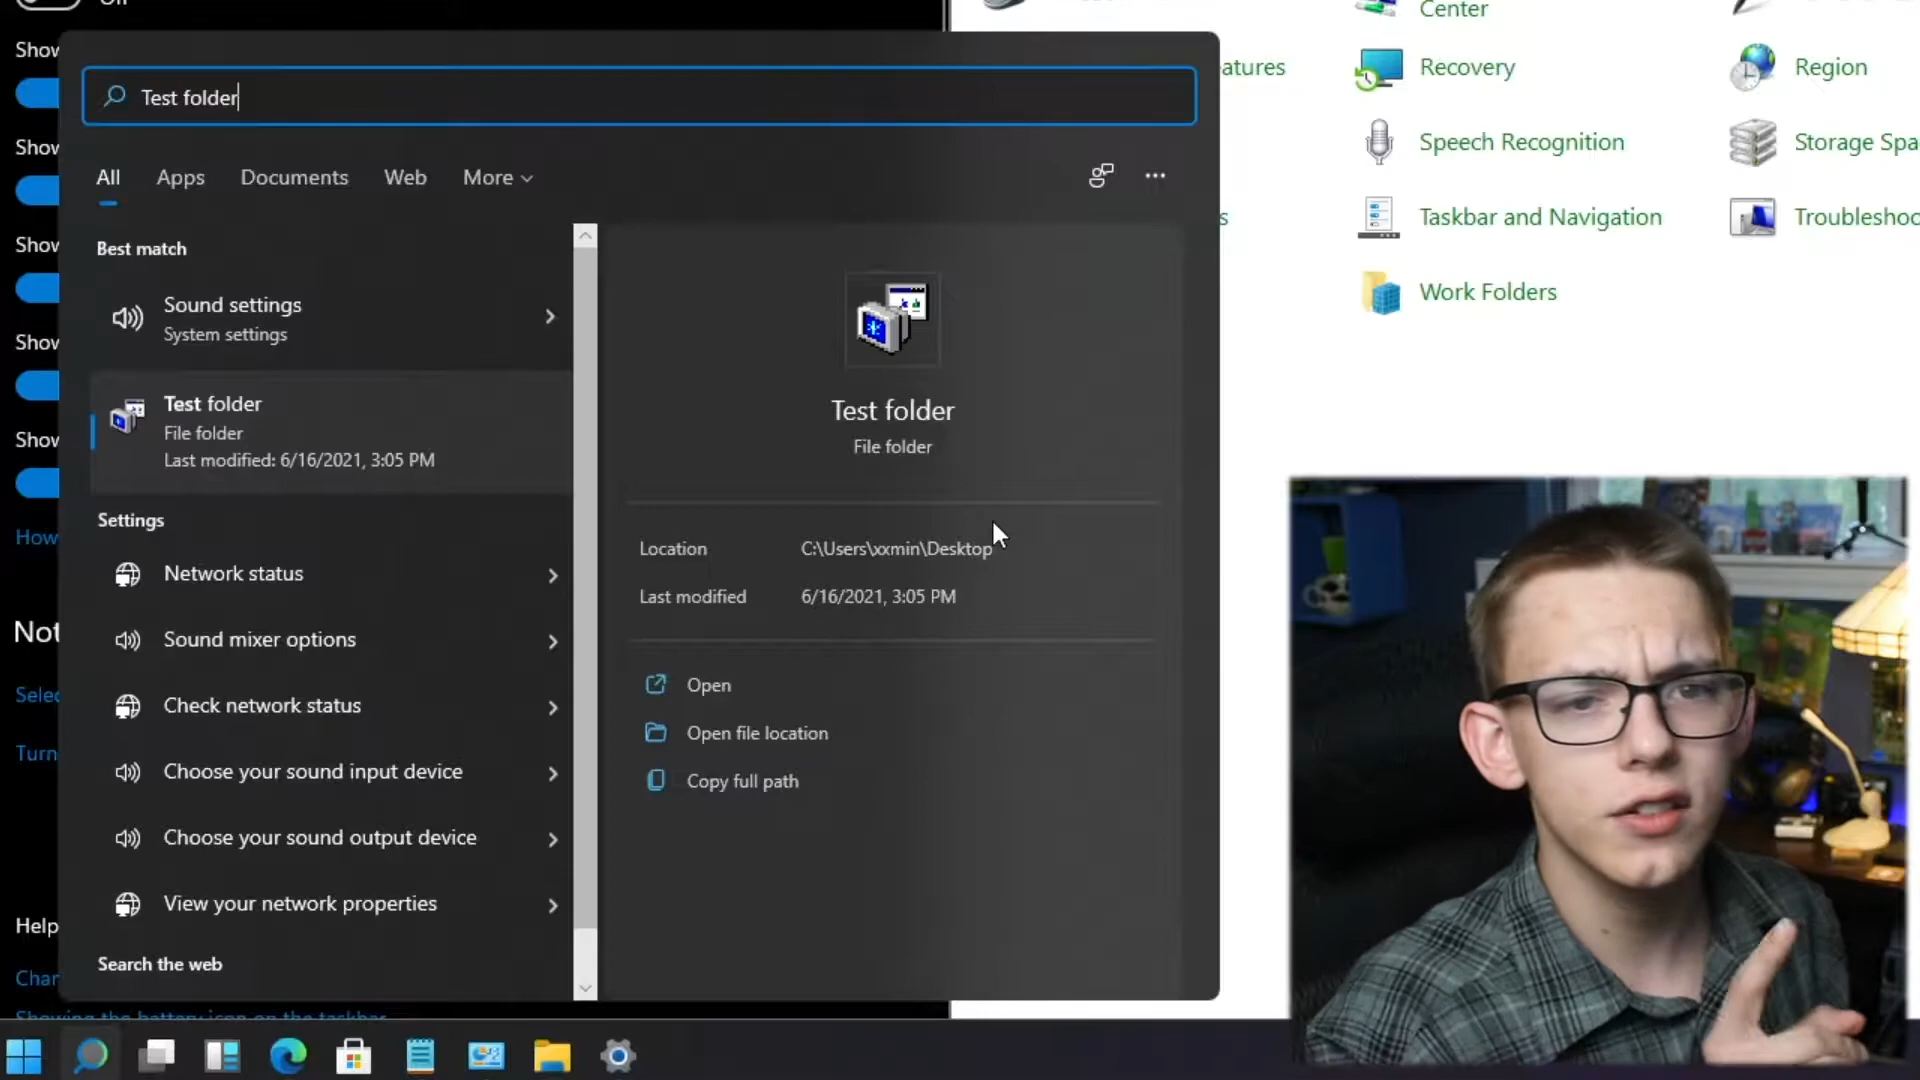 Off
Show
Show
Show
Show
Show
How
Not
Selec
Turn
Help
Char
Showing the battery icon on the taskbar
Test folder
All
Apps
Documents
Web
More
Best match
Sound settings
System settings
Test folder
File folder
Last modified: 6/16/2021, 3:05 PM
Settings
Network status
Sound mixer options
Check network status
Choose your sound input device
Choose your sound output device
View your network properties
Search the web
Test folder
File folder
Location C:\Users\xxmin\Desktop
Last modified 6/16/2021, 3:05 PM
Open
Open file location
Copy full path
atures
s
Center
Recovery
Speech Recognition
Taskbar and Navigation
Work Folders
Region
Storage Spa
Troubleshoo